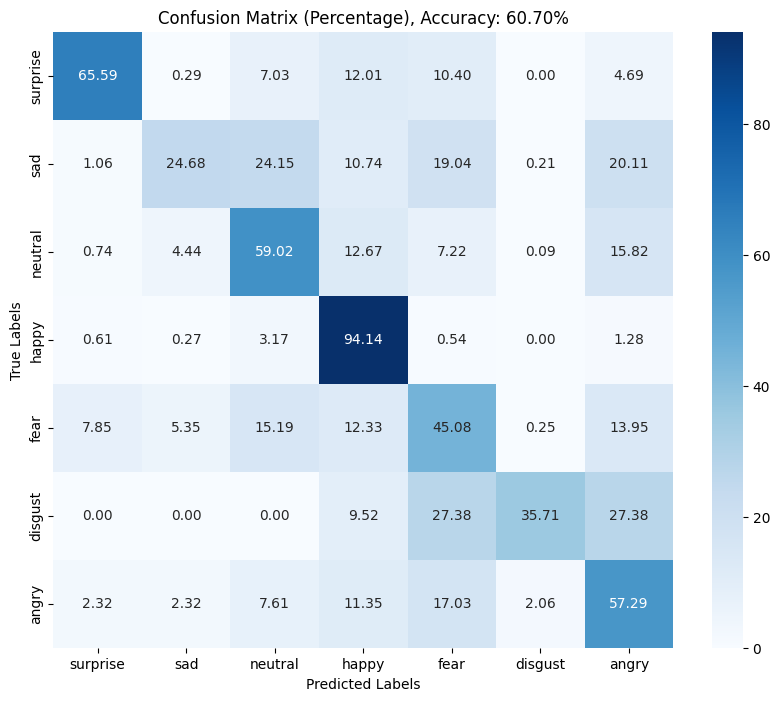 Confusion Matrix (Percentage), Accuracy: 60.70%
True Labels
surprise 65.59 0.29 7.03 12.01 10.40 0.00 4.69
sad 1.06 24.68 24.15 10.74 19.04 0.21 20.11
neutral 0.74 4.44 59.02 12.67 7.22 0.09 15.82
happy 0.61 0.27 3.17 94.14 0.54 0.00 1.28
fear 7.85 5.35 15.19 12.33 45.08 0.25 13.95
disgust 0.00 0.00 0.00 9.52 27.38 35.71 27.38
angry 2.32 2.32 7.61 11.35 17.03 2.06 57.29
surprise sad neutral happy fear disgust angry
Predicted Labels
80
60
40
20
0